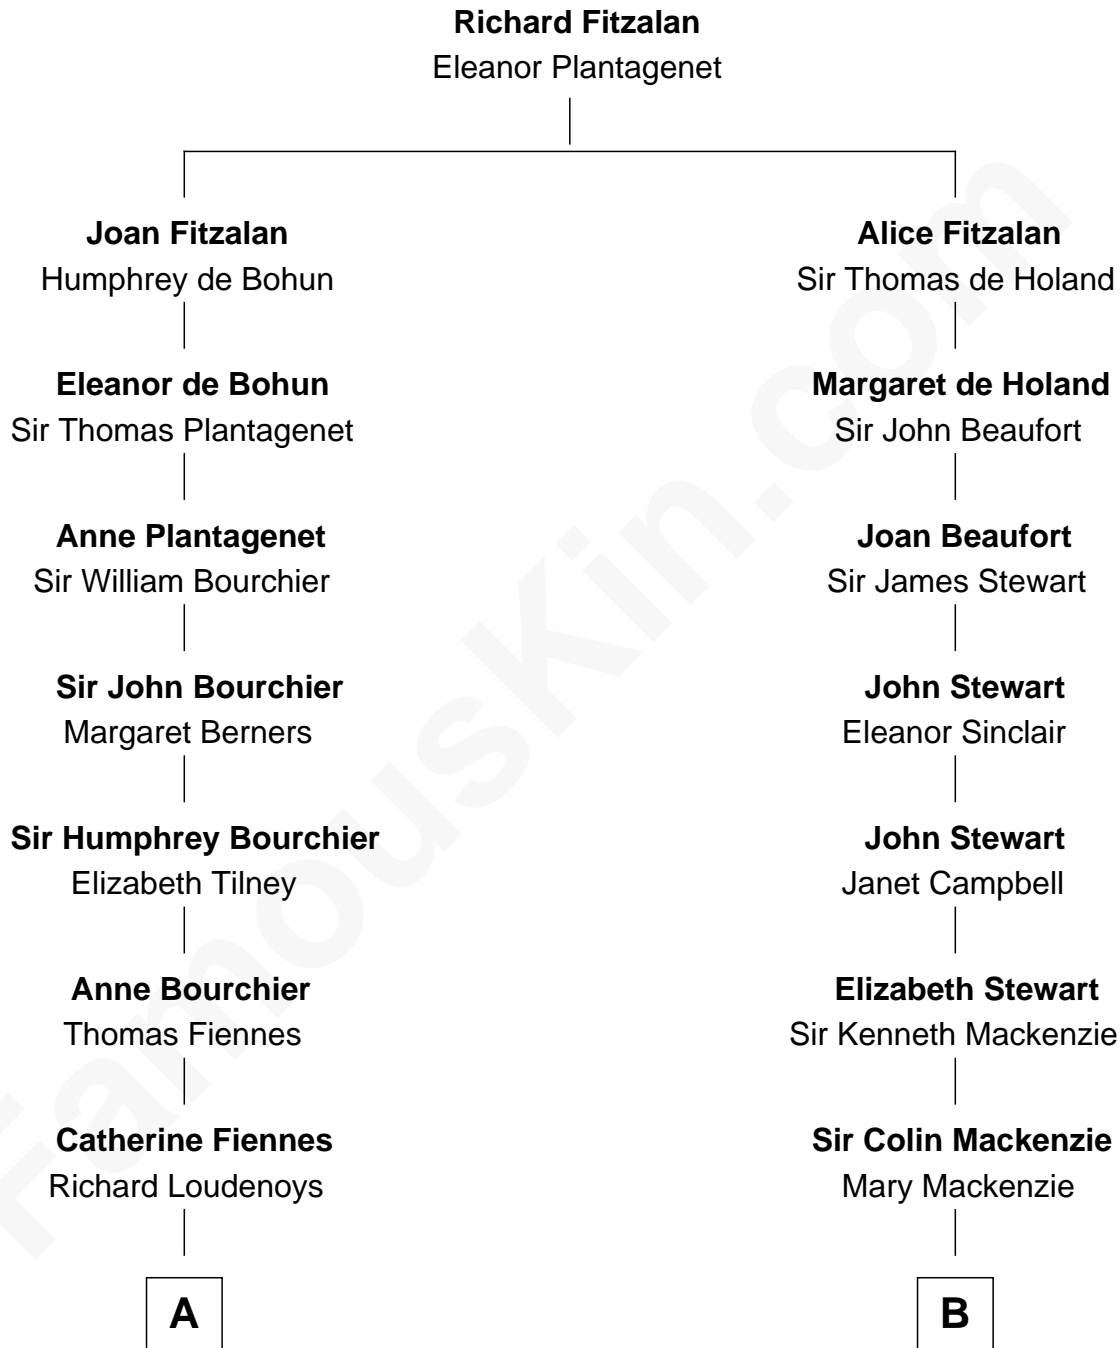 Richard Fitzalan
Eleanor Plantagenet
Joan Fitzalan
Humphrey de Bohun
Alice Fitzalan
Sir Thomas de Holand
Eleanor de Bohun
Sir Thomas Plantagenet
Margaret de Holand
Sir John Beaufort
Anne Plantagenet
Sir William Bourchier
Joan Beaufort
Sir James Stewart
Sir John Bourchier
Margaret Berners
John Stewart
Eleanor Sinclair
Sir Humphrey Bourchier
Elizabeth Tilney
John Stewart
Janet Campbell
Anne Bourchier
Thomas Fiennes
Elizabeth Stewart
Sir Kenneth Mackenzie
Catherine Fiennes
Richard Loudenoys
Sir Colin Mackenzie
Mary Mackenzie
A
B
FamousKin.com